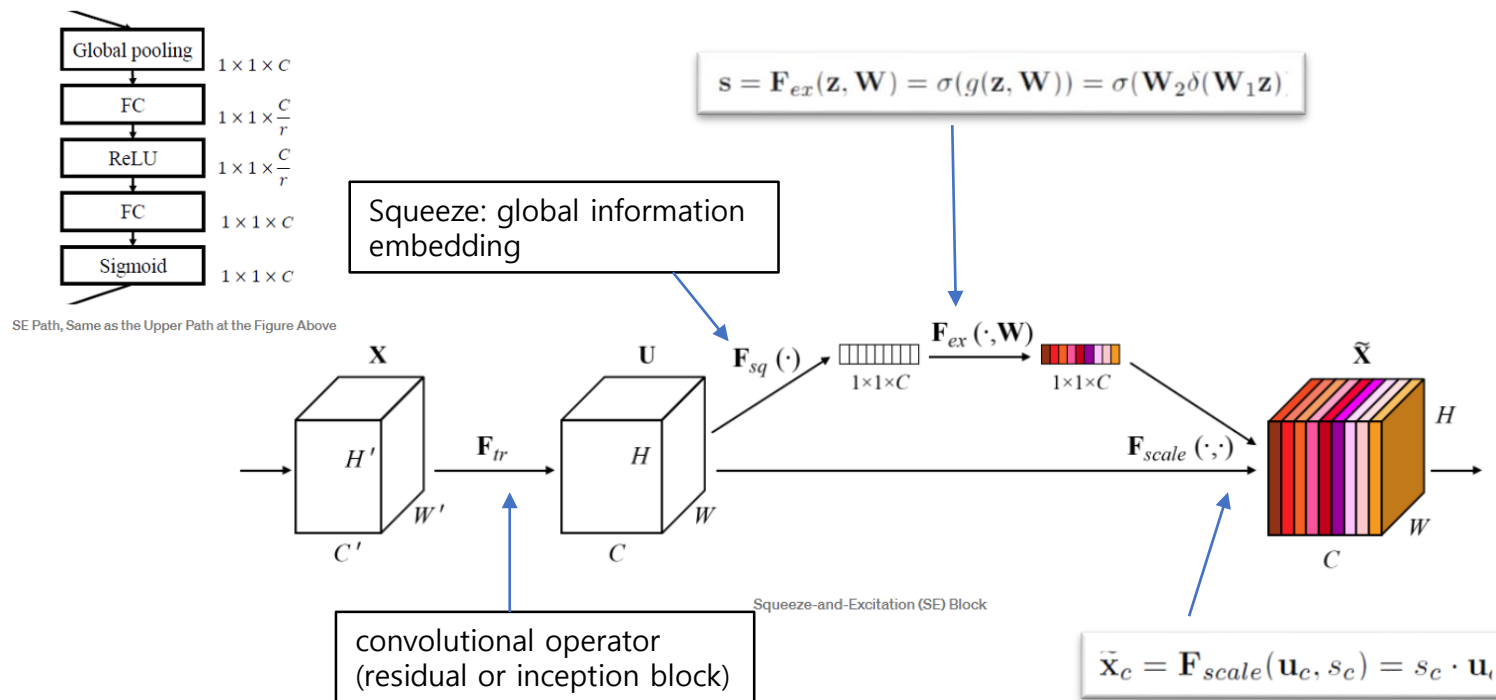 Global pooling
1 × 1 × C
FC
1 × 1 × C/r
ReLU
1 × 1 × C/r
FC
1 × 1 × C
Sigmoid
1 × 1 × C
SE Path, Same as the Upper Path at the Figure Above
s = F_ex(z, W) = σ(g(z, W)) = σ(W₂δ(W₁z)
Squeeze: global information
embedding
X
H′
W′
C′
F_tr
U
H
W
C
F_sq (·)
1×1×C
F_ex (·,W)
1×1×C
F_scale (·,·)
X̃
H
W
C
Squeeze-and-Excitation (SE) Block
convolutional operator
(residual or inception block)
x̃_c = F_scale(u_c, s_c) = s_c · u